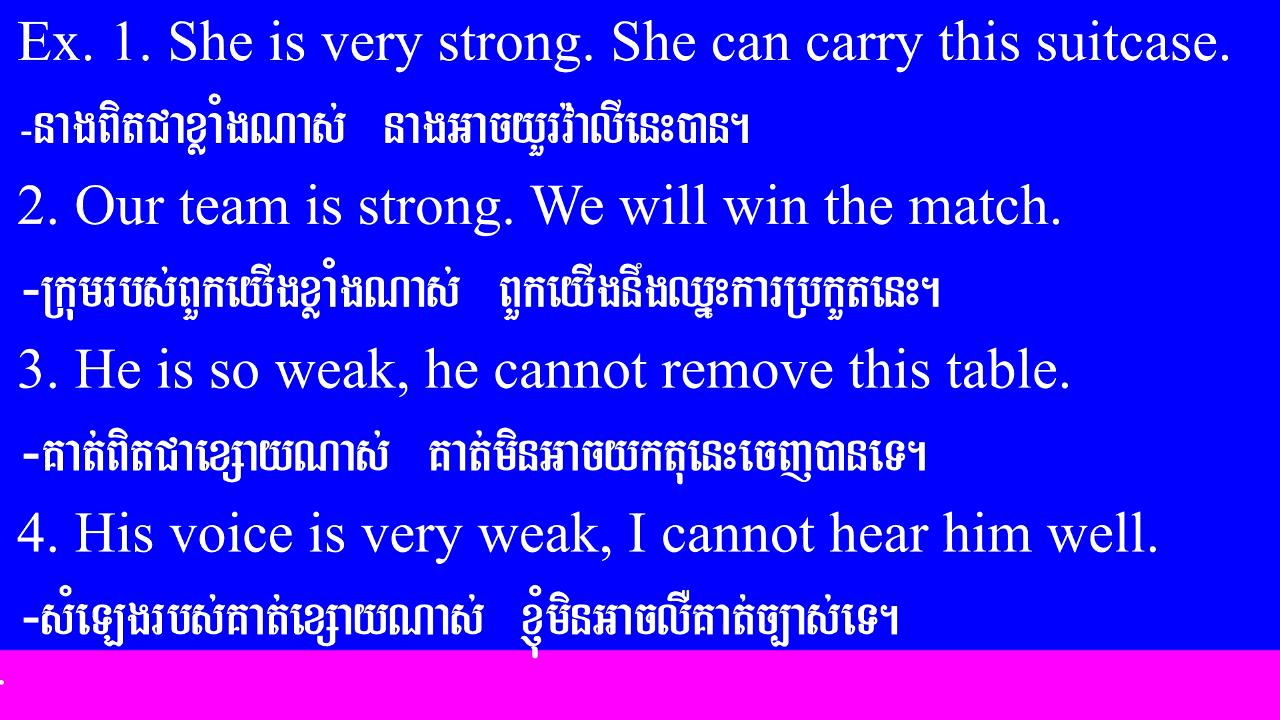 Ex. 1. She is very strong. She can carry this suitcase.
-នាងពិតជាខ្លាំងណាស់ នាងអាចយួរវ៉ាលីនេះបាន។
2. Our team is strong. We will win the match.
-ក្រុមរបស់ពួកយើងខ្លាំងណាស់ ពួកយើងនឹងឈ្នះការប្រកួតនេះ។
3. He is so weak, he cannot remove this table.
-គាត់ពិតជាខ្សោយណាស់ គាត់មិនអាចយកតុនេះចេញបានទេ។
4. His voice is very weak, I cannot hear him well.
-សំឡេងរបស់គាត់ខ្សោយណាស់ ខ្ញុំមិនអាចលឺគាត់ច្បាស់ទេ។